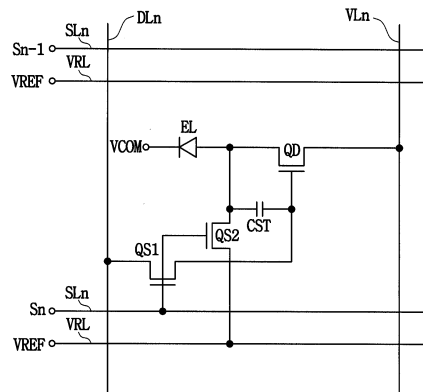 DLn
VLn
SLn
Sn-1
VRL
VREF
EL
VCOM
QD
CST
QS2
QS1
SLn
Sn
VRL
VREF